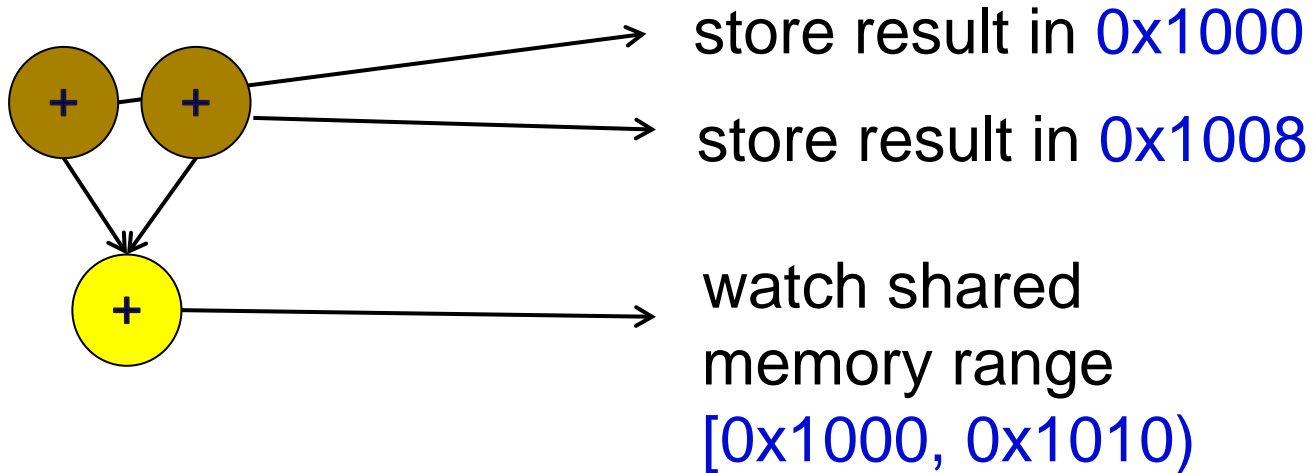 store result in 0x1000
+ +
store result in 0x1008
+
watch shared
memory range
[0x1000, 0x1010)